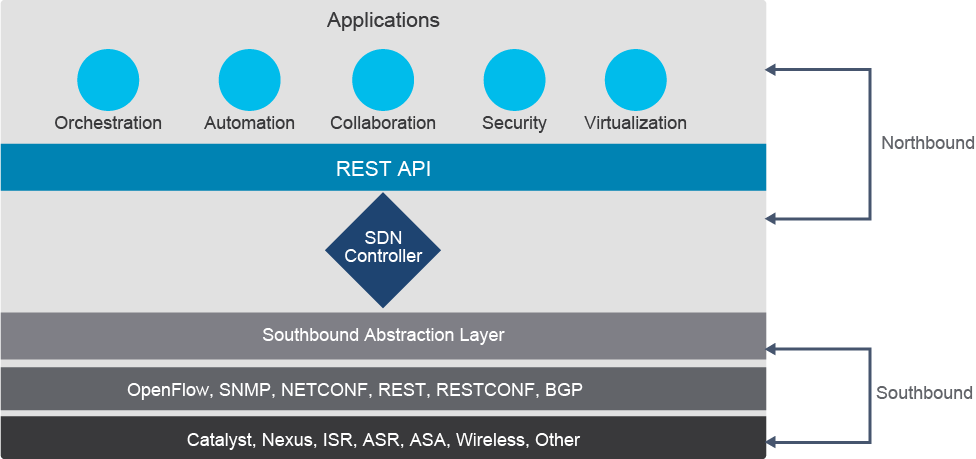 Applications
Orchestration
Automation
Collaboration
Security
Virtualization
Northbound
REST API
SDN
Controller
Southbound Abstraction Layer
OpenFlow, SNMP, NETCONF, REST, RESTCONF, BGP
Southbound
Catalyst, Nexus, ISR, ASR, ASA, Wireless, Other